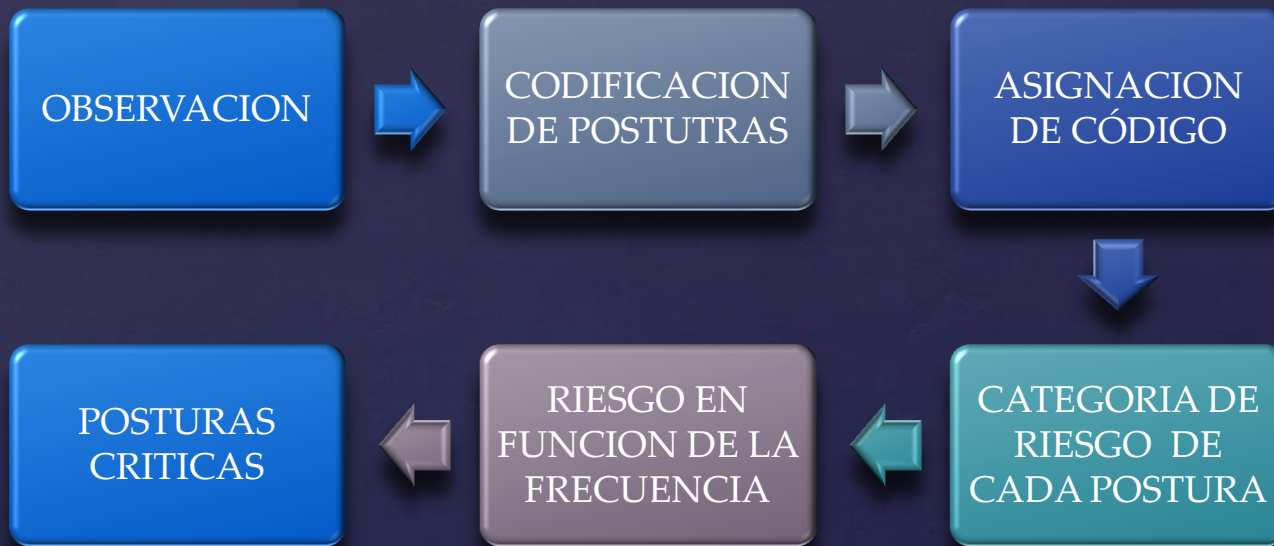 OBSERVACION
CODIFICACION
DE POSTUTRAS
ASIGNACION
DE CÓDIGO
CATEGORIA DE
RIESGO DE
CADA POSTURA
RIESGO EN
FUNCION DE LA
FRECUENCIA
POSTURAS
CRITICAS